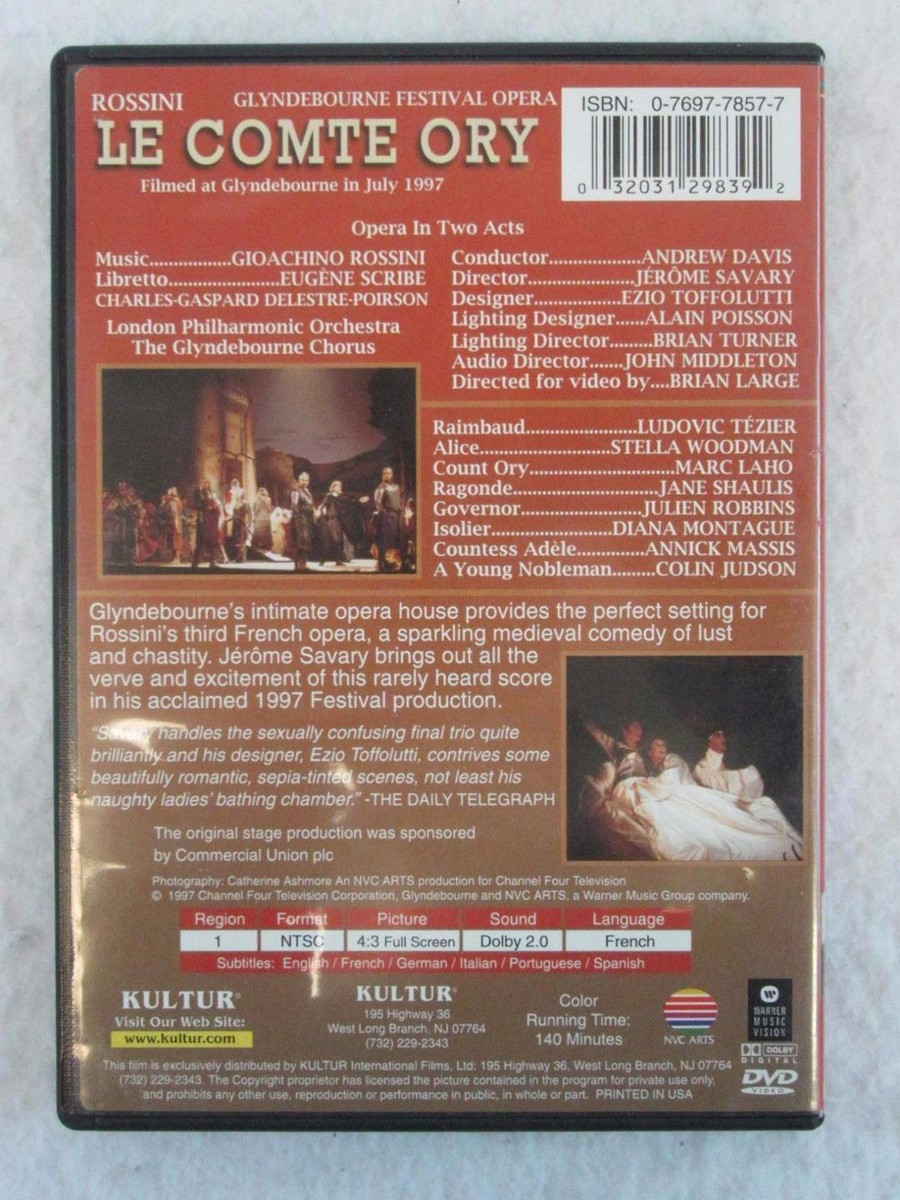 ROSSINI GLYNDEBOURNE FESTIVAL OPERA
LE COMTE ORY
Filmed at Glyndebourne in July 1997
ISBN: 0-7697-7857-7
0 32031 29839 2
Opera In Two Acts
Music.................GIOACHINO ROSSINI
Libretto.......................EUGÈNE SCRIBE
CHARLES-GASPARD DELESTRE-POIRSON
London Philharmonic Orchestra
The Glyndebourne Chorus
Conductor...................ANDREW DAVIS
Director......................JÉRÔME SAVARY
Designer..................EZIO TOFFOLUTTI
Lighting Designer......ALAIN POISSON
Lighting Director.........BRIAN TURNER
Audio Director.......JOHN MIDDLETON
Directed for video by....BRIAN LARGE
Raimbaud.......................LUDOVIC TÉZIER
Alice...........................STELLA WOODMAN
Count Ory..............................MARC LAHO
Ragonde..............................JANE SHAULIS
Governor.........................JULIEN ROBBINS
Isolier.........................DIANA MONTAGUE
Countess Adèle..............ANNICK MASSIS
A Young Nobleman.........COLIN JUDSON
Glyndebourne's intimate opera house provides the perfect setting for
Rossini's third French opera, a sparkling medieval comedy of lust
and chastity. Jérôme Savary brings out all the
verve and excitement of this rarely heard score
in his acclaimed 1997 Festival production.
"Savary handles the sexually confusing final trio quite
brilliantly and his designer, Ezio Toffolutti, contrives some
beautifully romantic, sepia-tinted scenes, not least his
naughty ladies' bathing chamber." -THE DAILY TELEGRAPH
The original stage production was sponsored
by Commercial Union plc
Photography: Catherine Ashmore An NVC ARTS production for Channel Four Television
© 1997 Channel Four Television Corporation, Glyndebourne and NVC ARTS, a Warner Music Group company.
Region Format Picture Sound Language
1 NTSC 4:3 Full Screen Dolby 2.0 French
Subtitles: English / French / German / Italian / Portuguese / Spanish
KULTUR®
Visit Our Web Site:
www.kultur.com
KULTUR®
195 Highway 36
West Long Branch, NJ 07764
(732) 229-2343
Color
Running Time:
140 Minutes
NVC ARTS
WARNER
MUSIC
VISION
DOLBY
DIGITAL
DVD
VIDEO
This film is exclusively distributed by KULTUR International Films, Ltd: 195 Highway 36, West Long Branch, NJ 07764
(732) 229-2343. The Copyright proprietor has licensed the picture contained in the program for private use only,
and prohibits any other use, reproduction or performance in public, in whole or part. PRINTED IN USA